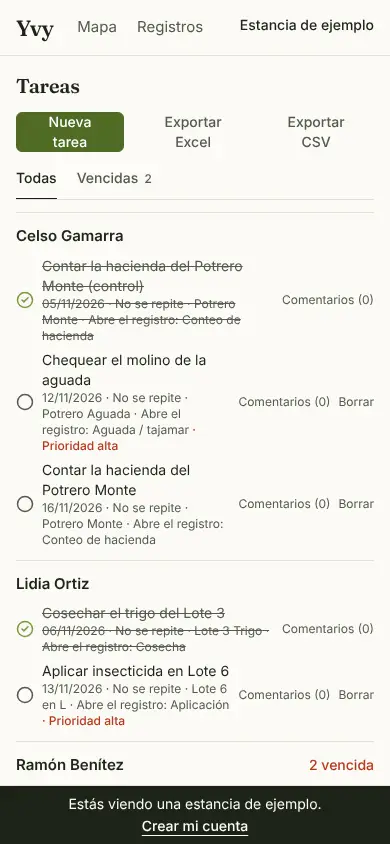 Yvy Mapa Registros Estancia de ejemplo
Tareas
Nueva tarea
Exportar Excel
Exportar CSV
Todas Vencidas 2
Celso Gamarra
Contar la hacienda del Potrero
Monte (control)
05/11/2026 · No se repite · Potrero
Monte · Abre el registro: Conteo de
hacienda
Comentarios (0)
Chequear el molino de la
aguada
12/11/2026 · No se repite ·
Potrero Aguada · Abre el
registro: Aguada / tajamar ·
Prioridad alta
Comentarios (0) Borrar
Contar la hacienda del
Potrero Monte
16/11/2026 · No se repite ·
Potrero Monte · Abre el registro:
Conteo de hacienda
Comentarios (0) Borrar
Lidia Ortiz
Cosechar el trigo del Lote 3
06/11/2026 · No se repite · Lote 3 Trigo ·
Abre el registro: Cosecha
Comentarios (0)
Aplicar insecticida en Lote 6
13/11/2026 · No se repite · Lote 6
en L · Abre el registro: Aplicación
· Prioridad alta
Comentarios (0) Borrar
Ramón Benítez 2 vencida
Estás viendo una estancia de ejemplo.
Crear mi cuenta